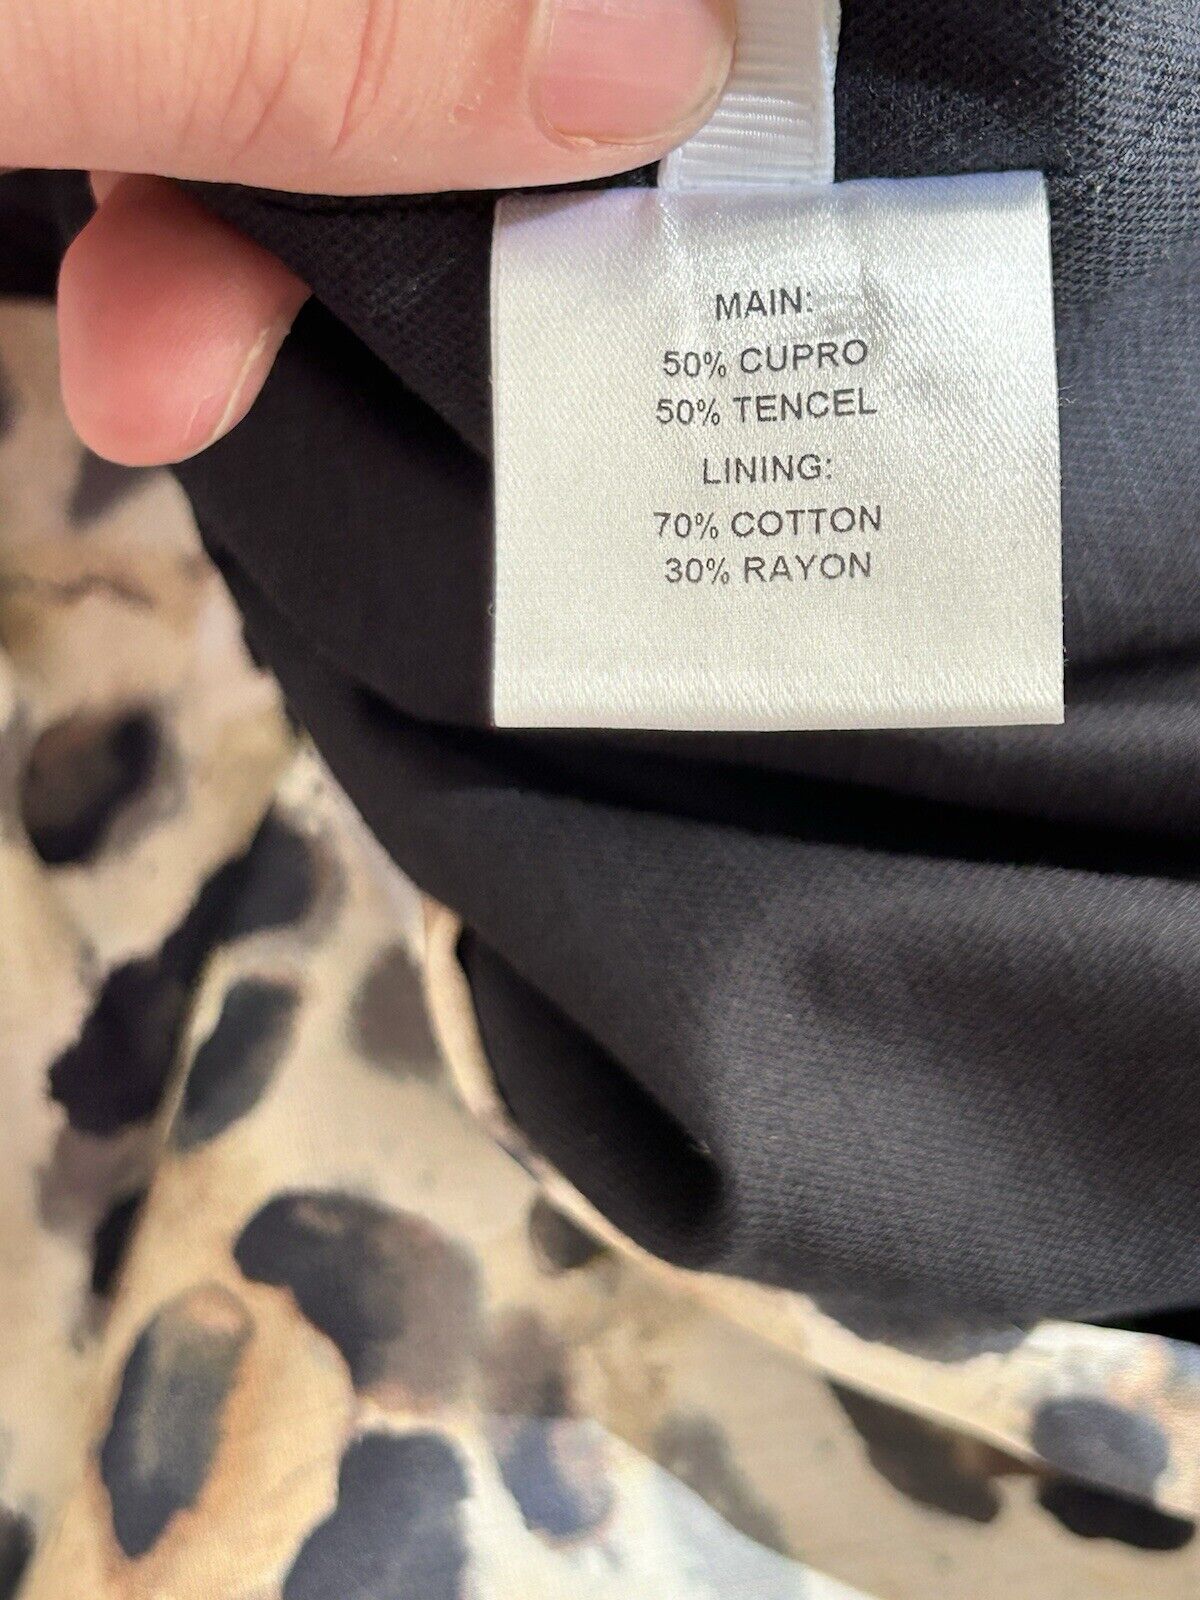 MAIN:
50% CUPRO
50% TENCEL
LINING:
70% COTTON
30% RAYON